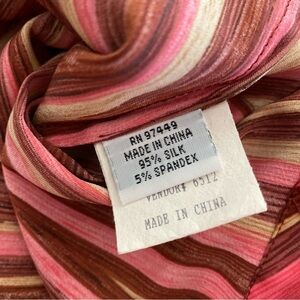 RN 97449
MADE IN CHINA
95% SILK
5% SPANDEX
VENDOR# 6512
MADE IN CHINA